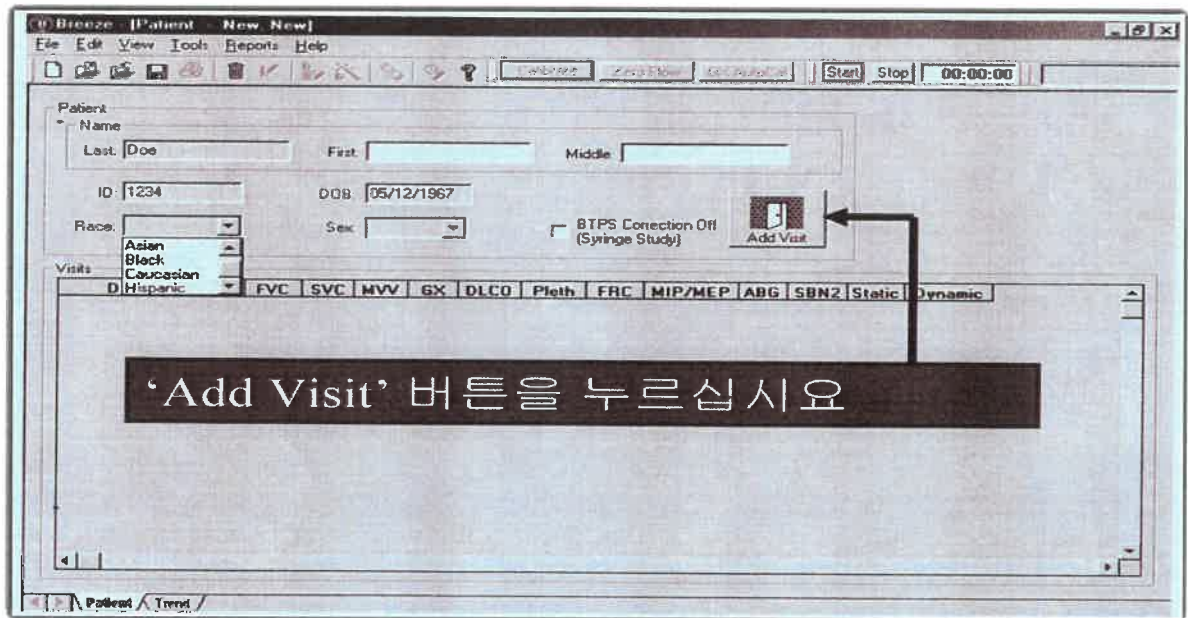 Breeze - [Patient - New, New]
File Edit View Tools Reports Help
Start Stop 00:00:00
Patient
Name
Last: Doe First: Middle:
ID: 1234 DOB: 05/12/1967
Race: Sex: BTPS Correction Off
(Syringe Study)
Add Visit
Asian
Black
Caucasian
Hispanic
Visits
D FVC SVC MVV GX DLCO Pleth FRC MIP/MEP ABG SBN2 Static Dynamic
‘Add Visit’ 버튼을 누르십시요
Patient Trend